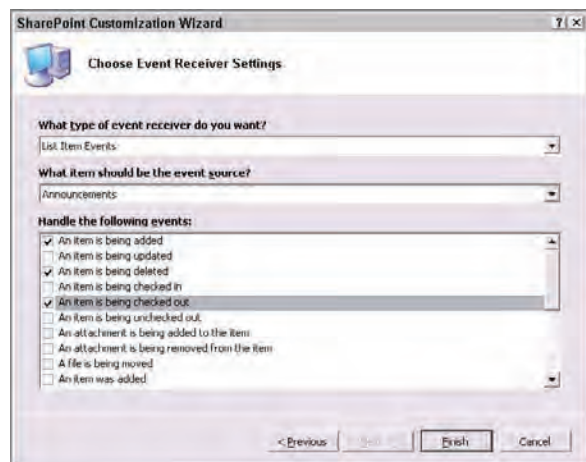 SharePoint Customization Wizard
Choose Event Receiver Settings
What type of event receiver do you want?
List Item Events
What item should be the event source?
Announcements
Handle the following events:
An item is being added
An item is being updated
An item is being deleted
An item is being checked in
An item is being checked out
An item is being unchecked out
An attachment is being added to the item
An attachment is being removed from the item
A file is being moved
An item was added
< Previous Finish Cancel